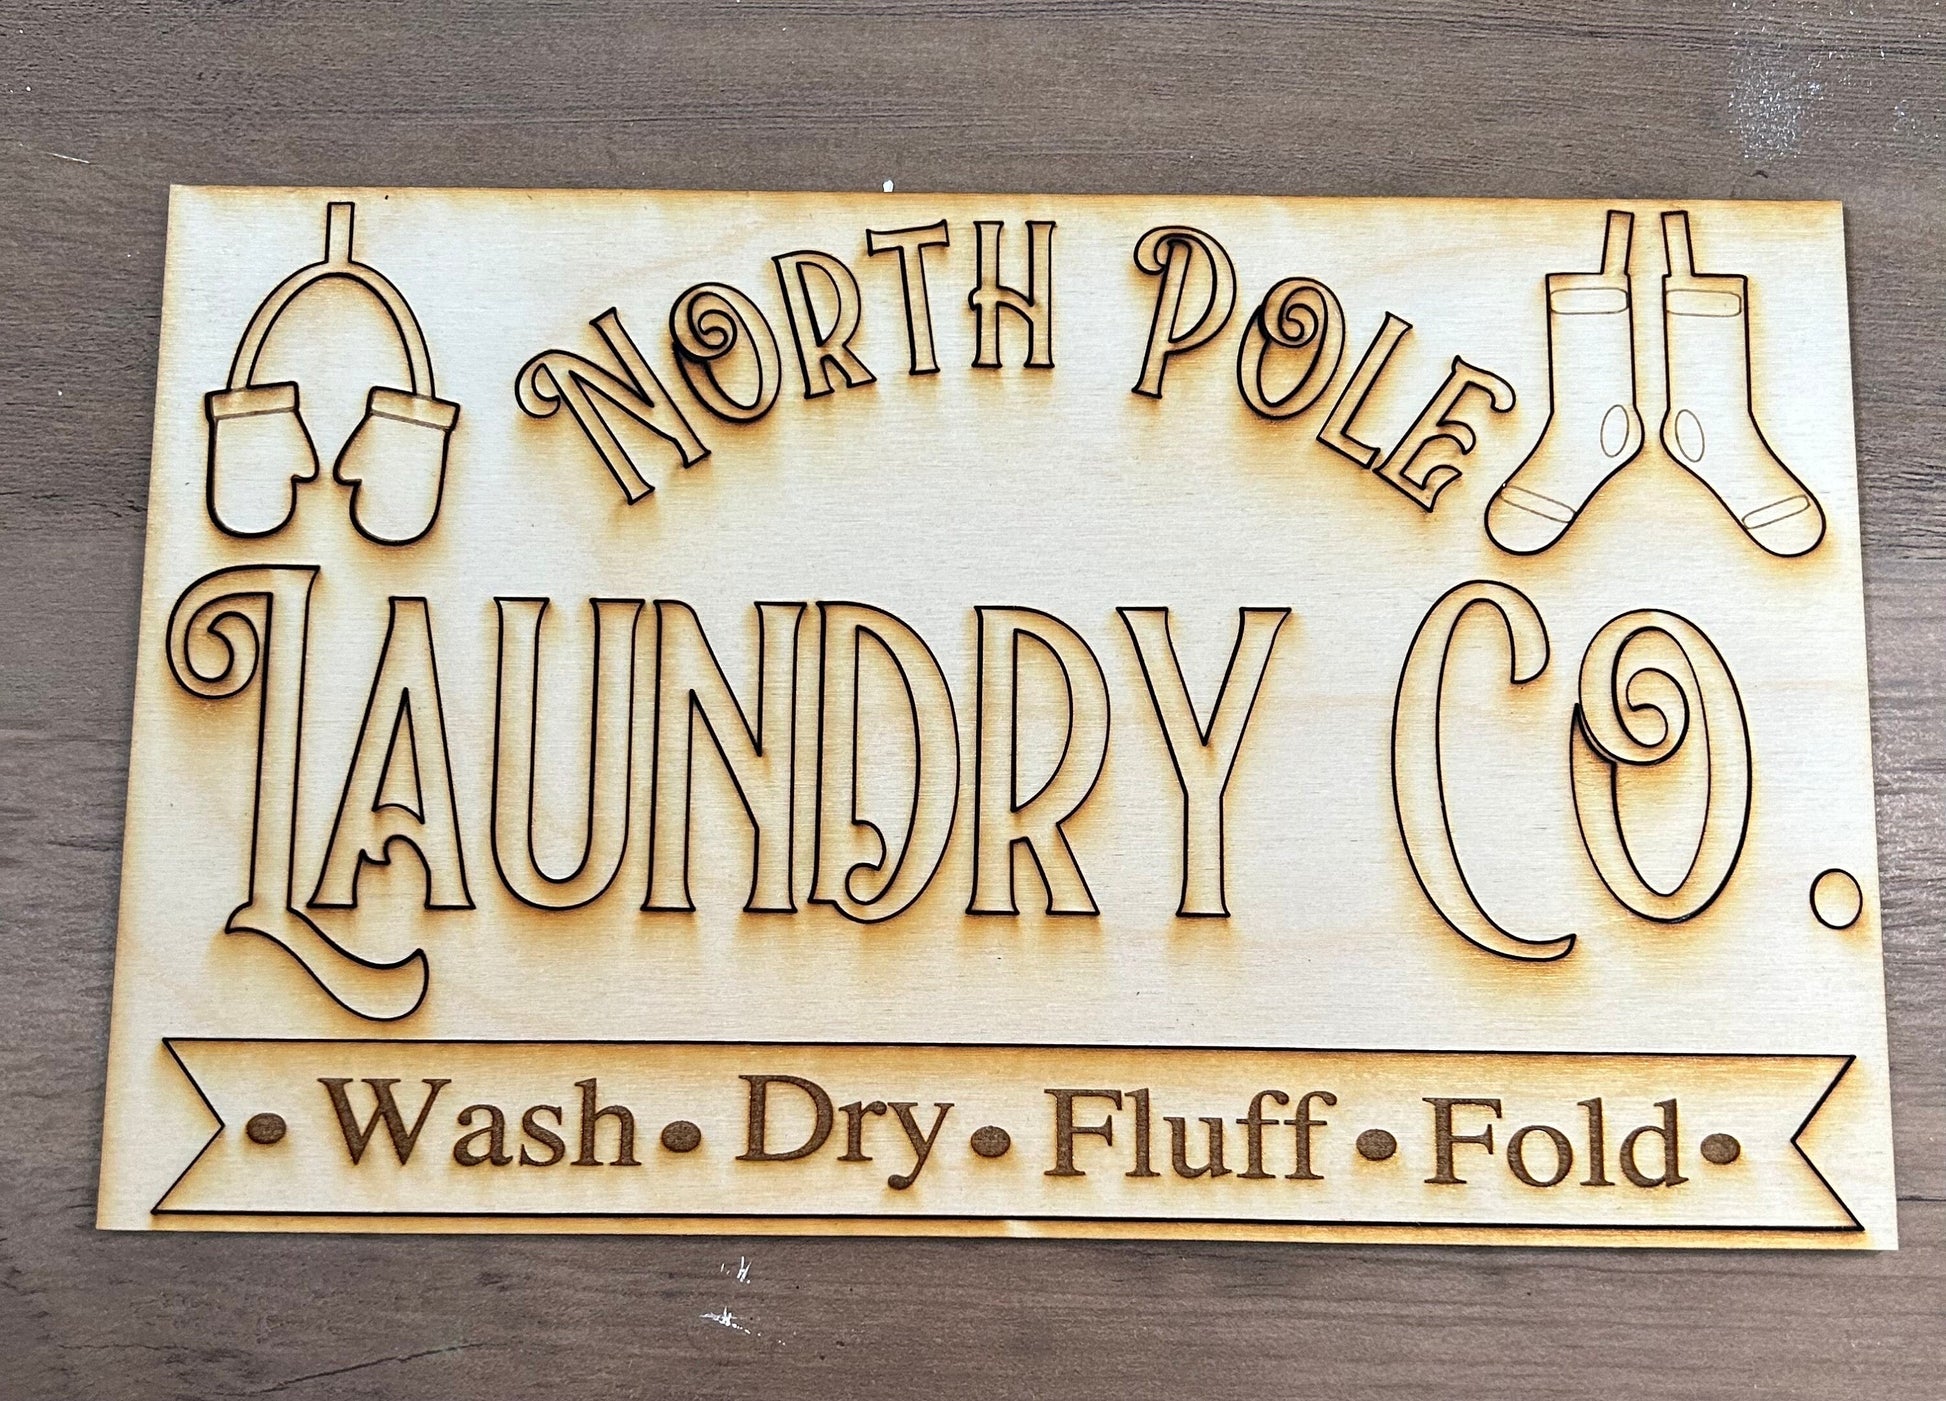 NORTH POLE
LAUNDRY CO.
• Wash • Dry • Fluff • Fold •